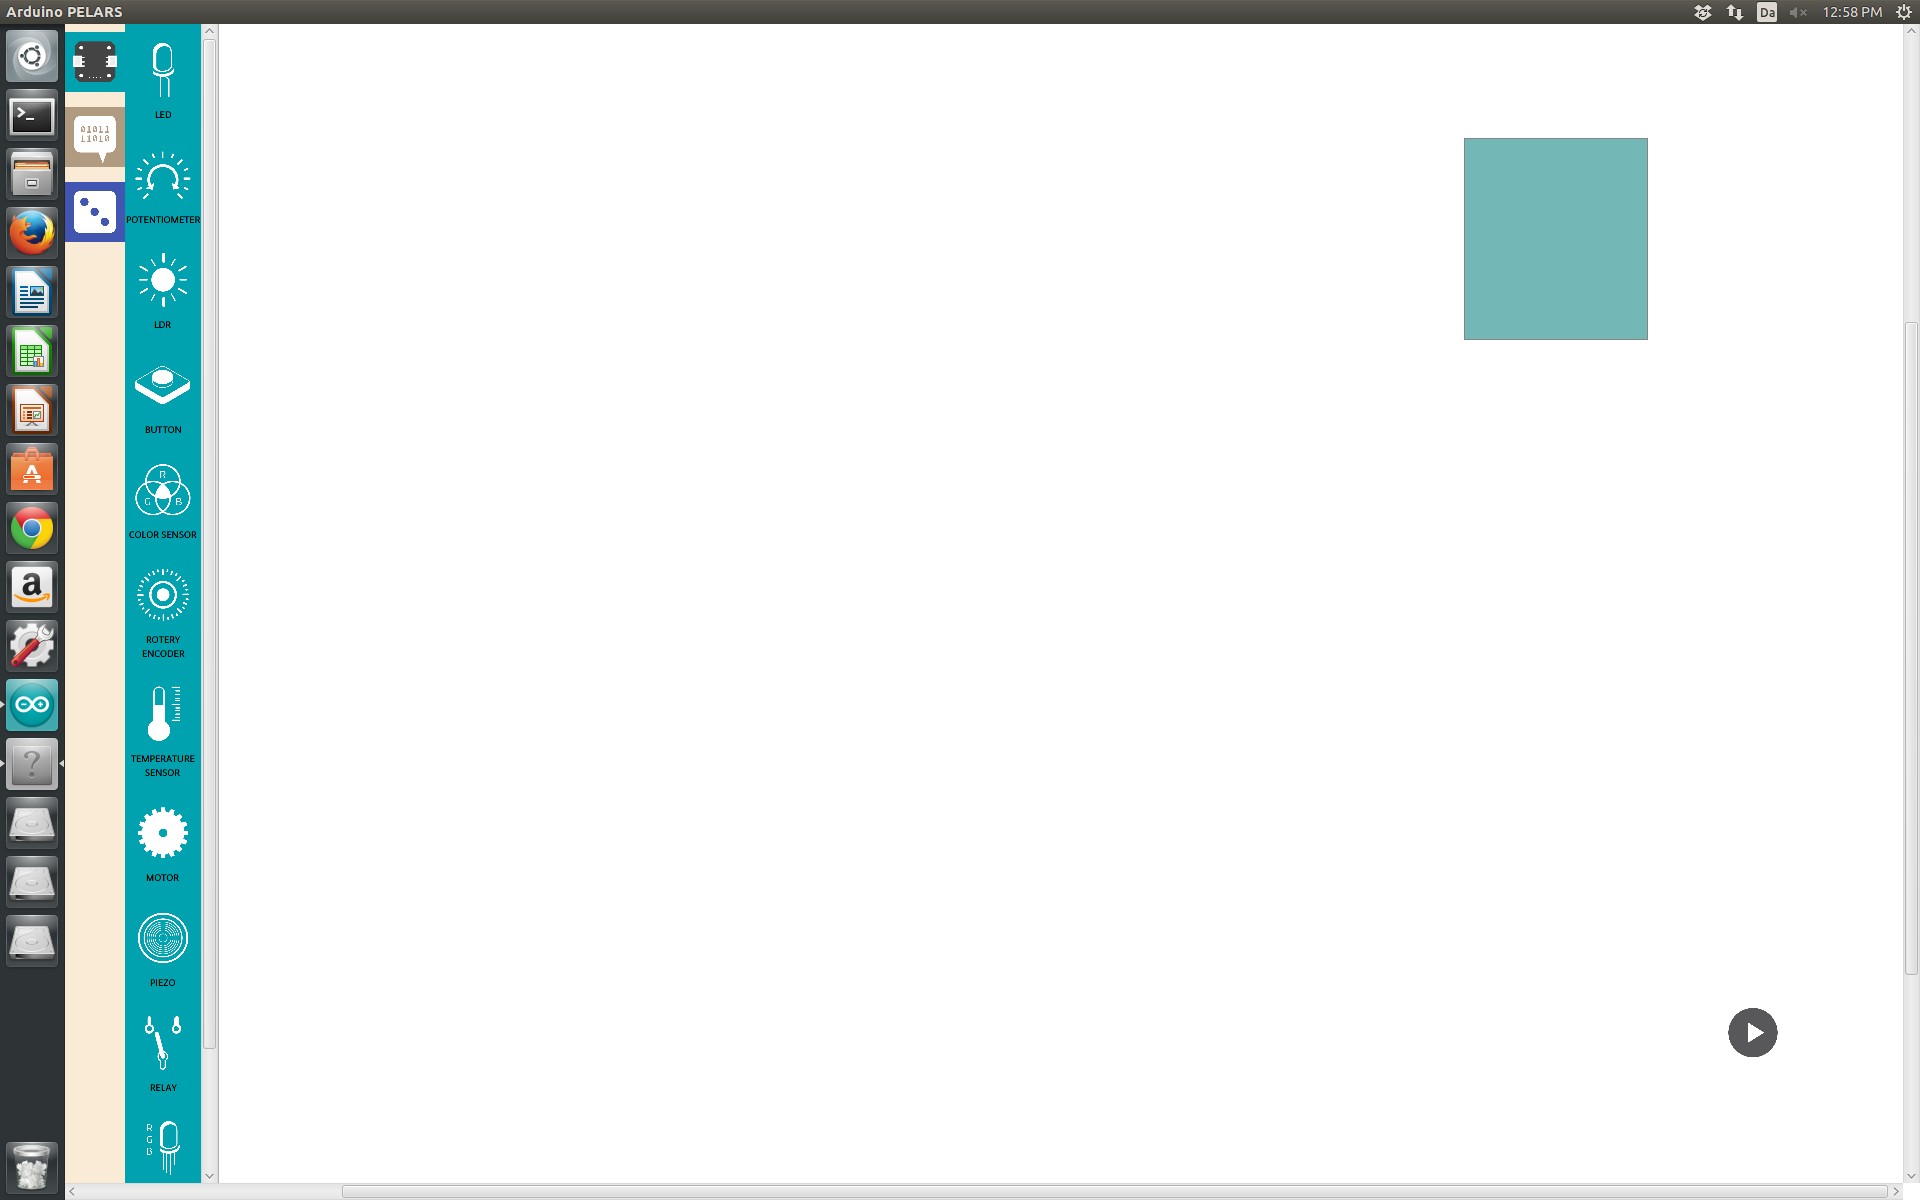 Arduino PELARS
Da
12:58 PM
>_
01011
11010
LED
POTENTIOMETER
LDR
BUTTON
R
G B
COLOR SENSOR
ROTERY
ENCODER
TEMPERATURE
SENSOR
MOTOR
PIEZO
RELAY
R
G
B
A
a
?